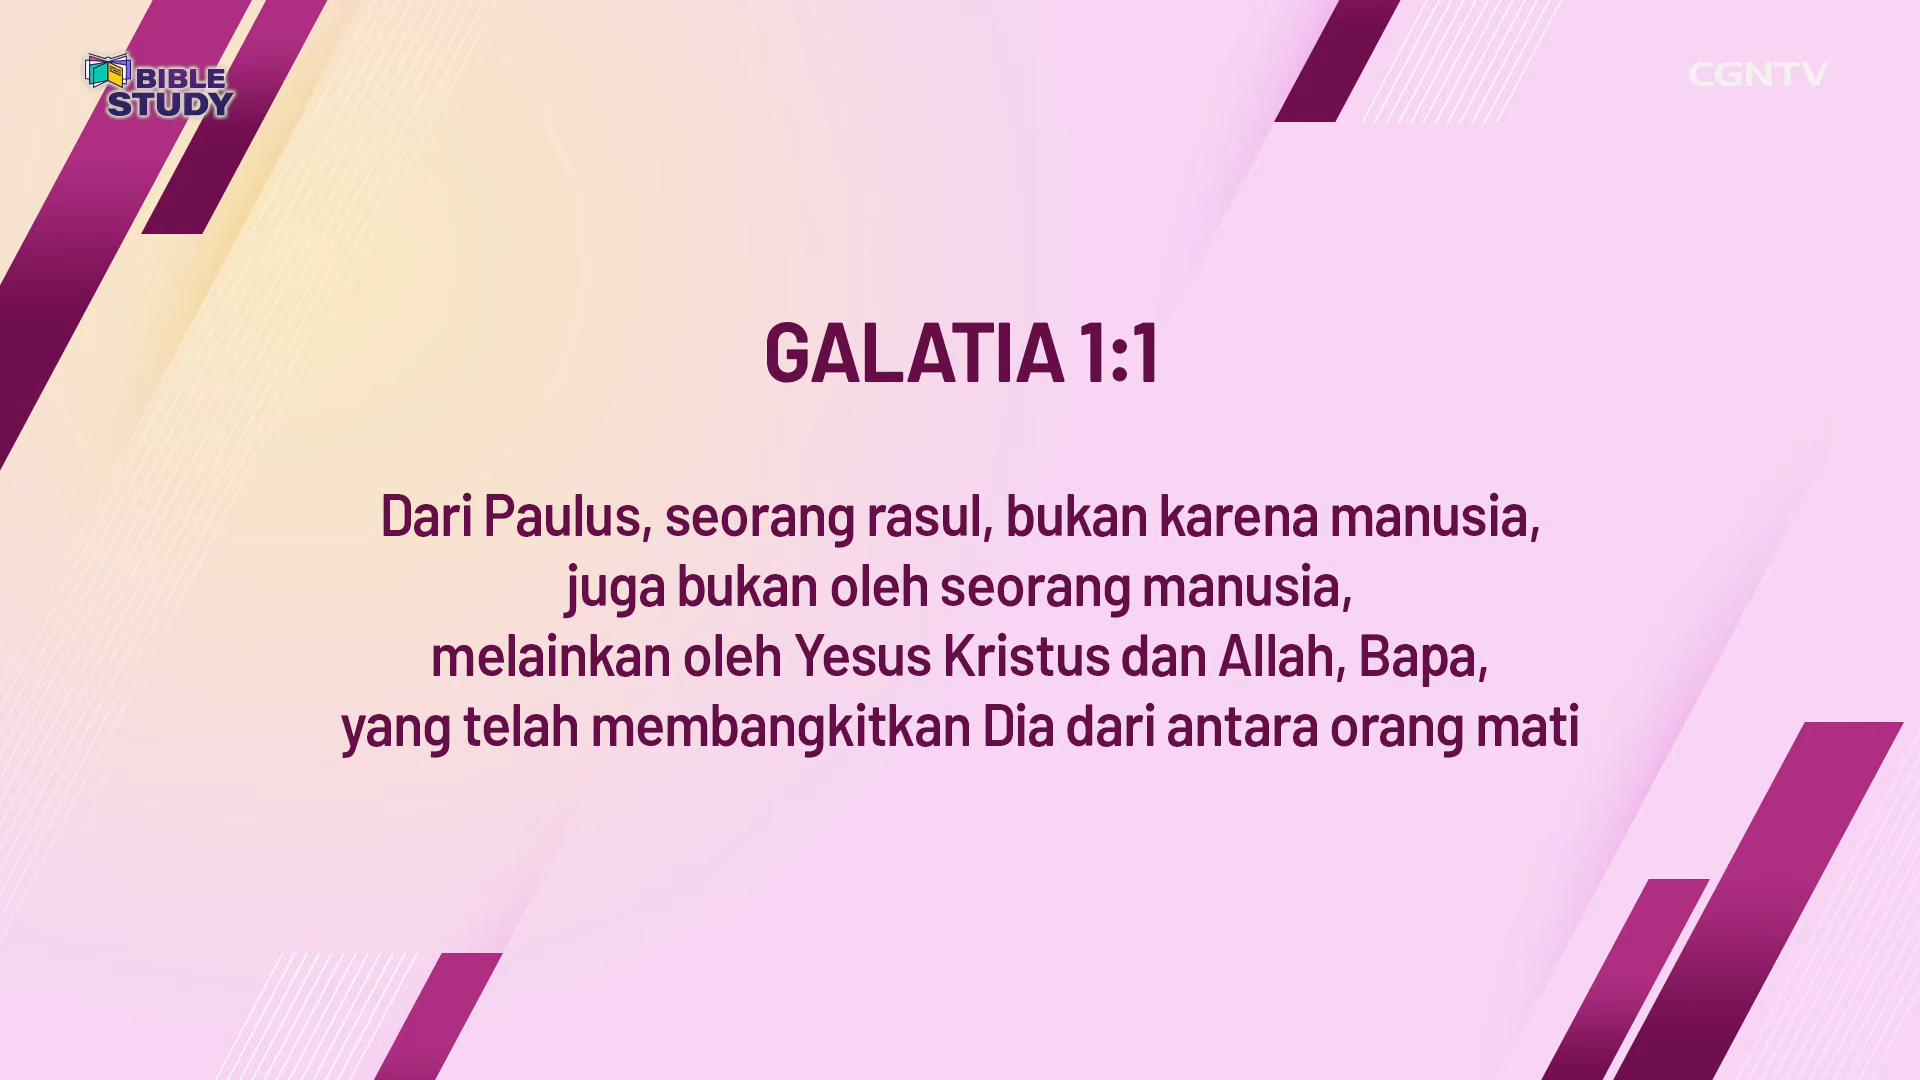 BIBLE
STUDY
CGNTV
GALATIA 1:1
Dari Paulus, seorang rasul, bukan karena manusia,
juga bukan oleh seorang manusia,
melainkan oleh Yesus Kristus dan Allah, Bapa,
yang telah membangkitkan Dia dari antara orang mati